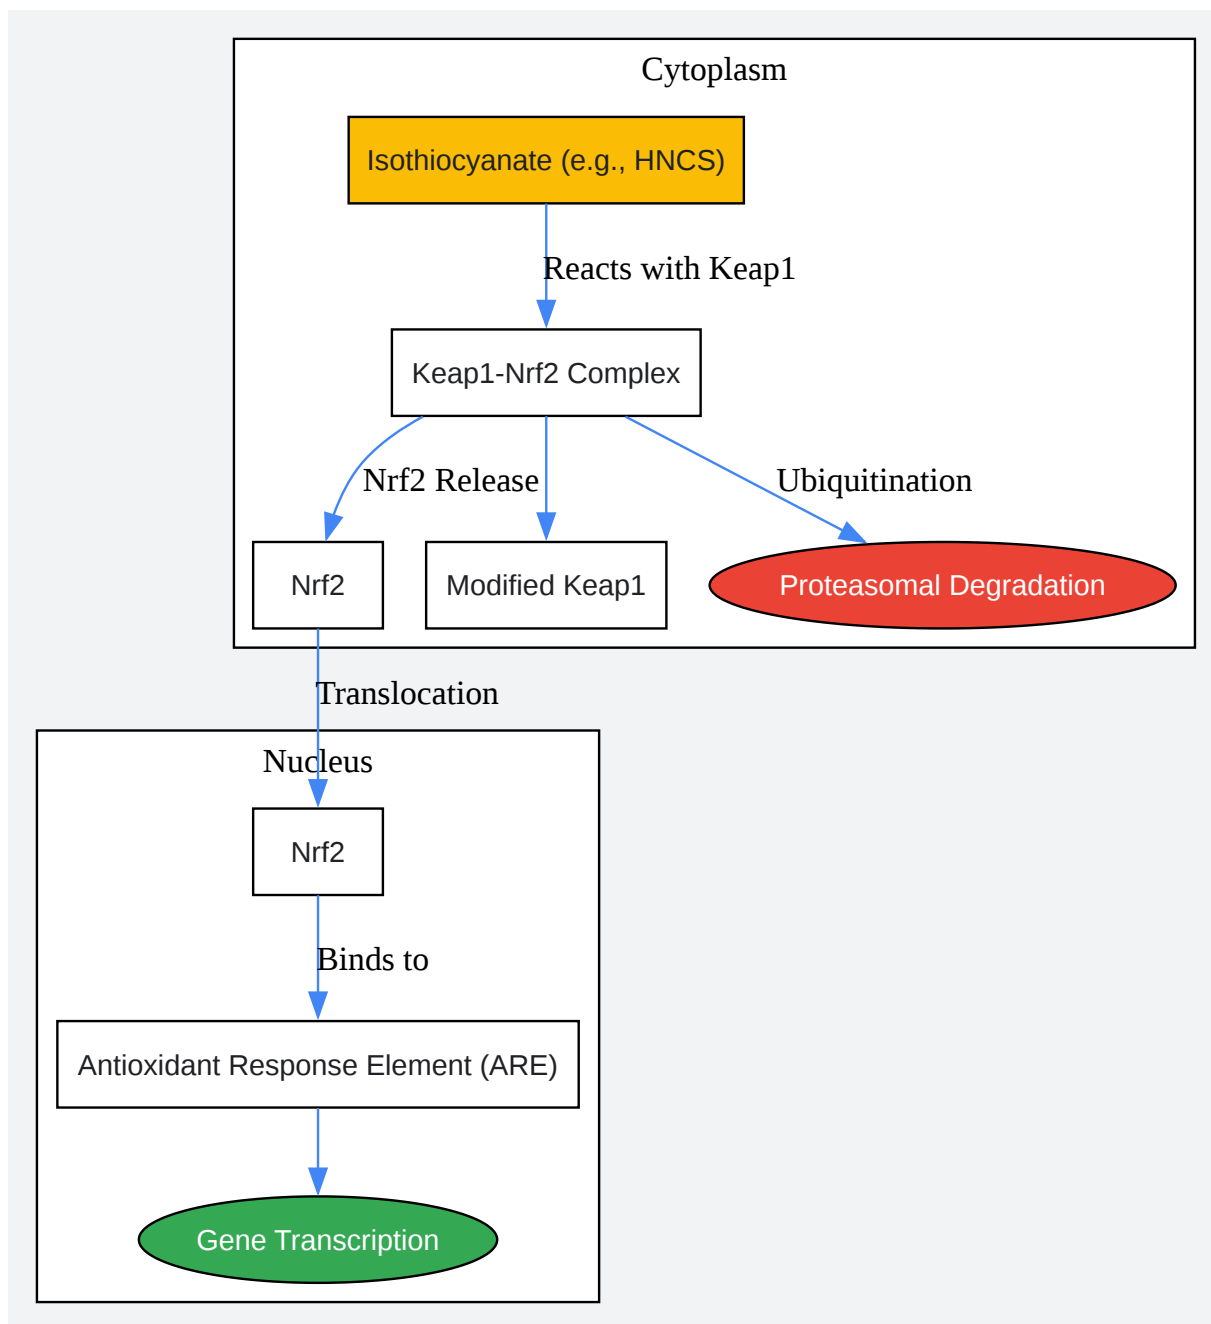 Cytoplasm
Isothiocyanate (e.g., HNCS)
Reacts with Keap1
Keap1-Nrf2 Complex
Nrf2 Release
Ubiquitination
Nrf2
Modified Keap1
Proteasomal Degradation
Translocation
Nucleus
Nrf2
Binds to
Antioxidant Response Element (ARE)
Gene Transcription